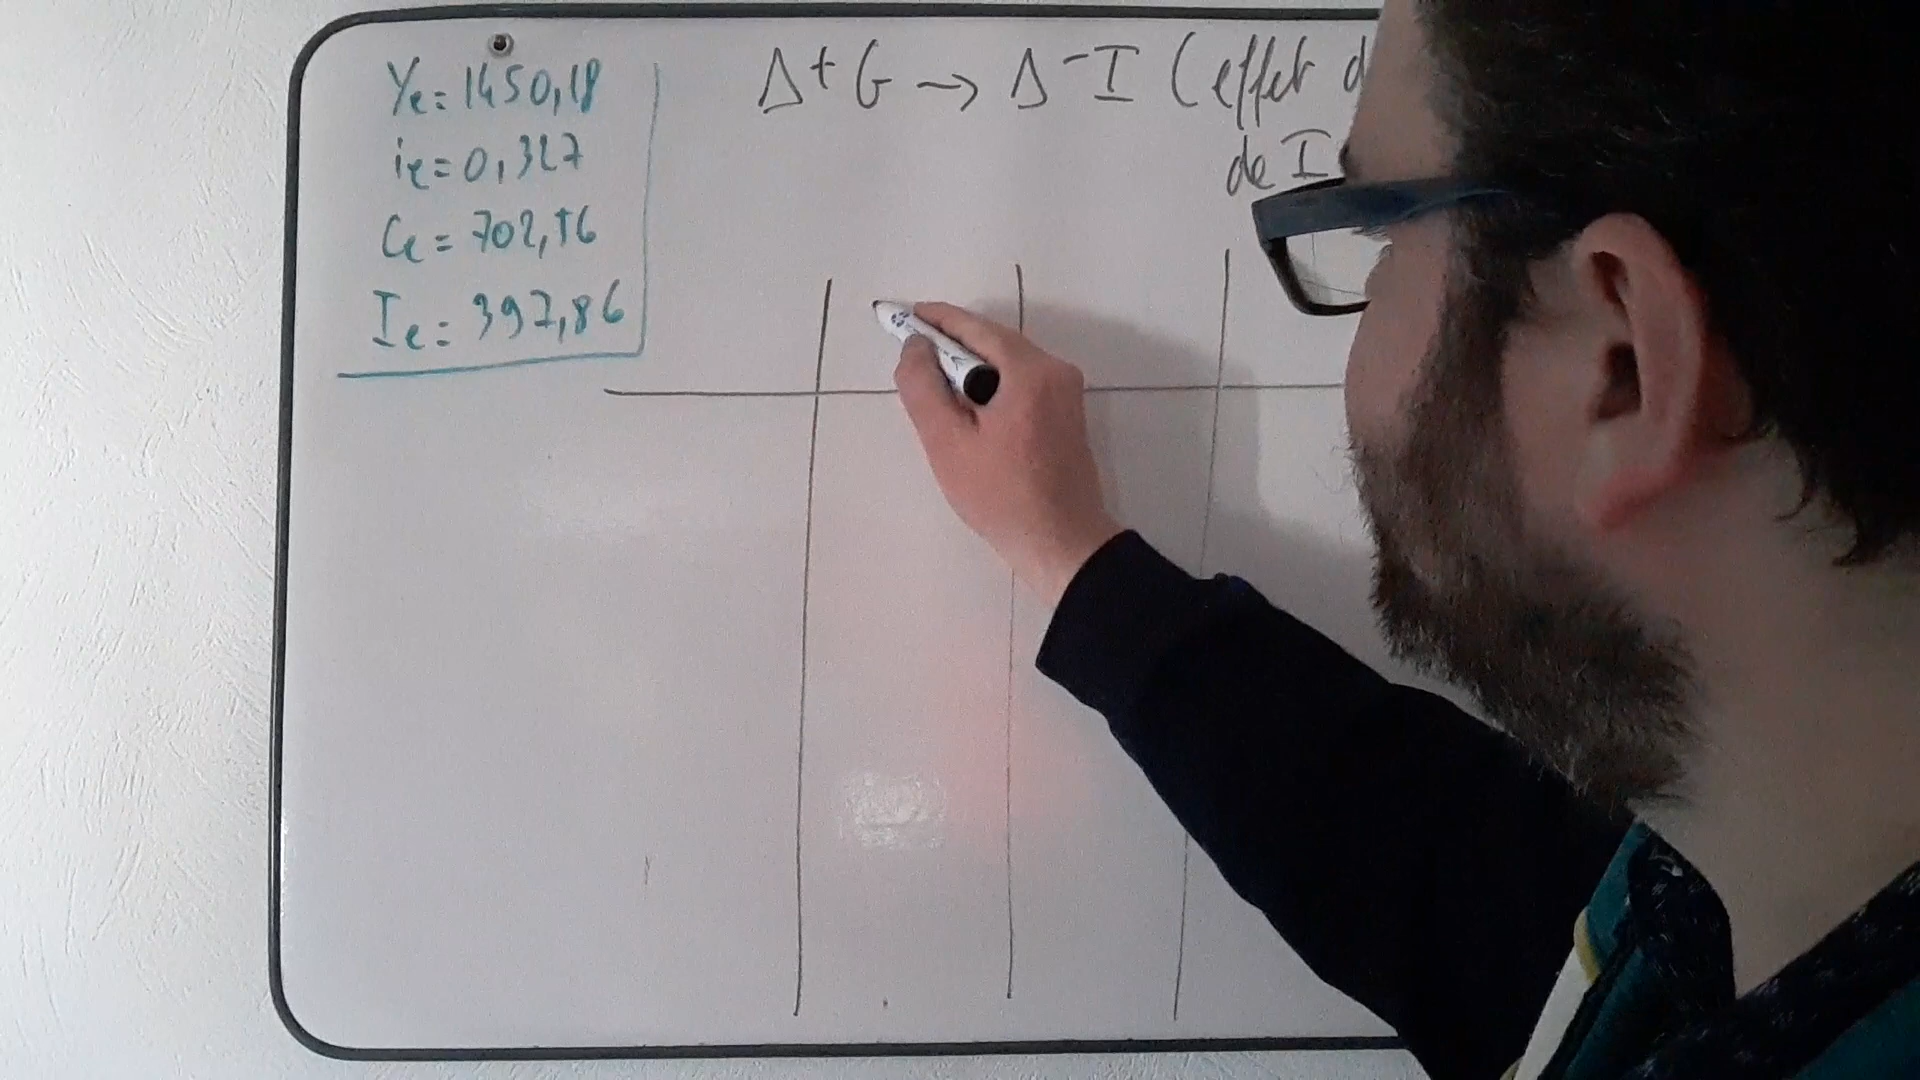 Ye = 1450,18
ie = 0,327
Ce = 702,16
Ie = 397,86
Δ+ G → Δ- I (effet d
de I